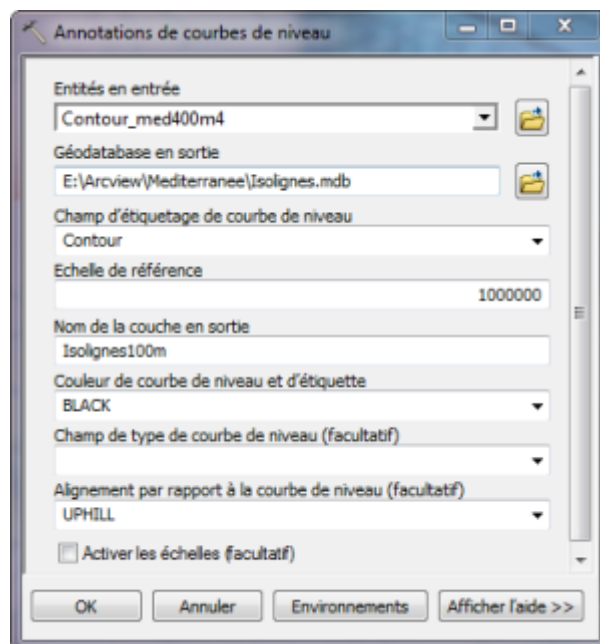 Annotations de courbes de niveau
Entités en entrée
Contour_med400m4
Géodatabase en sortie
E:\Arcview\Mediterranee\Isolignes.mdb
Champ d'étiquetage de courbe de niveau
Contour
Echelle de référence
1000000
Nom de la couche en sortie
Isolignes100m
Couleur de courbe de niveau et d'étiquette
BLACK
Champ de type de courbe de niveau (facultatif)
Alignement par rapport à la courbe de niveau (facultatif)
UPHILL
Activer les échelles (facultatif)
OK Annuler Environnements Afficher l'aide >>